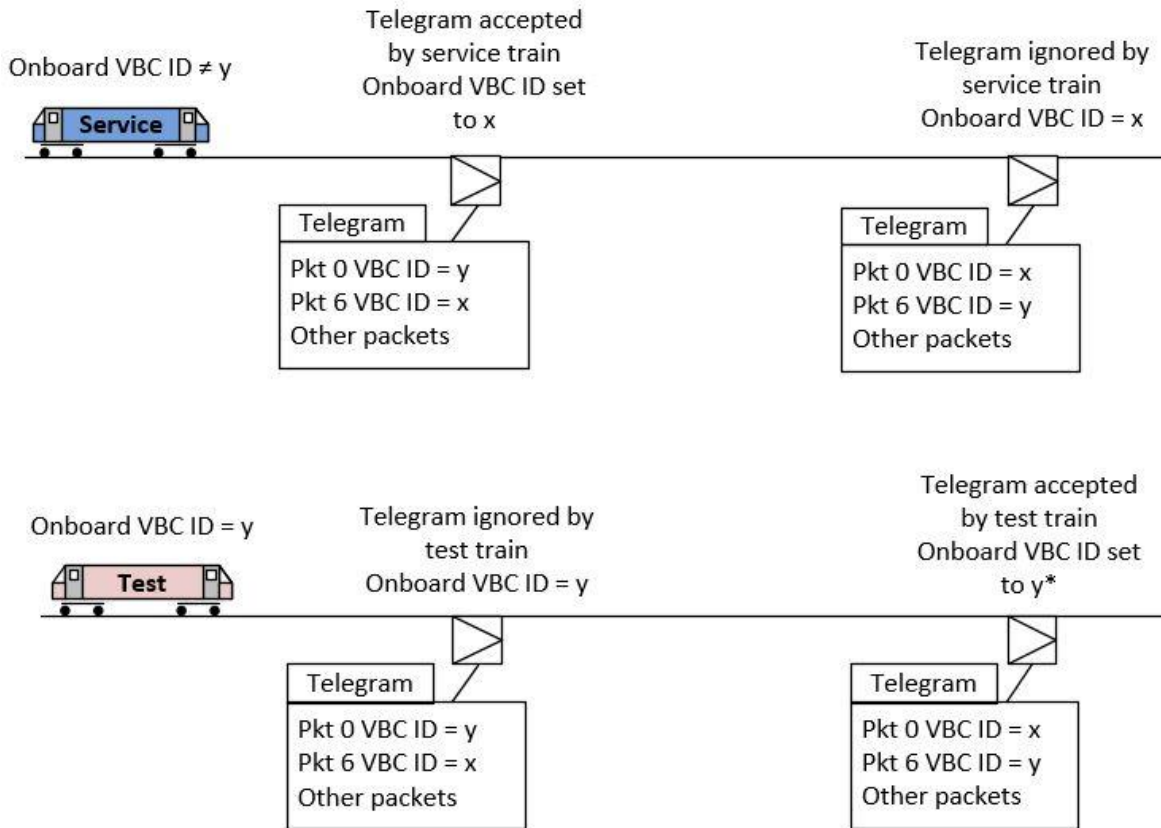 Onboard VBC ID ≠ y
Service
Telegram accepted
by service train
Onboard VBC ID set
to x
Telegram ignored by
service train
Onboard VBC ID = x
Telegram
Pkt 0 VBC ID = y
Pkt 6 VBC ID = x
Other packets
Telegram
Pkt 0 VBC ID = x
Pkt 6 VBC ID = y
Other packets
Onboard VBC ID = y
Test
Telegram ignored by
test train
Onboard VBC ID = y
Telegram accepted
by test train
Onboard VBC ID set
to y*
Telegram
Pkt 0 VBC ID = y
Pkt 6 VBC ID = x
Other packets
Telegram
Pkt 0 VBC ID = x
Pkt 6 VBC ID = y
Other packets